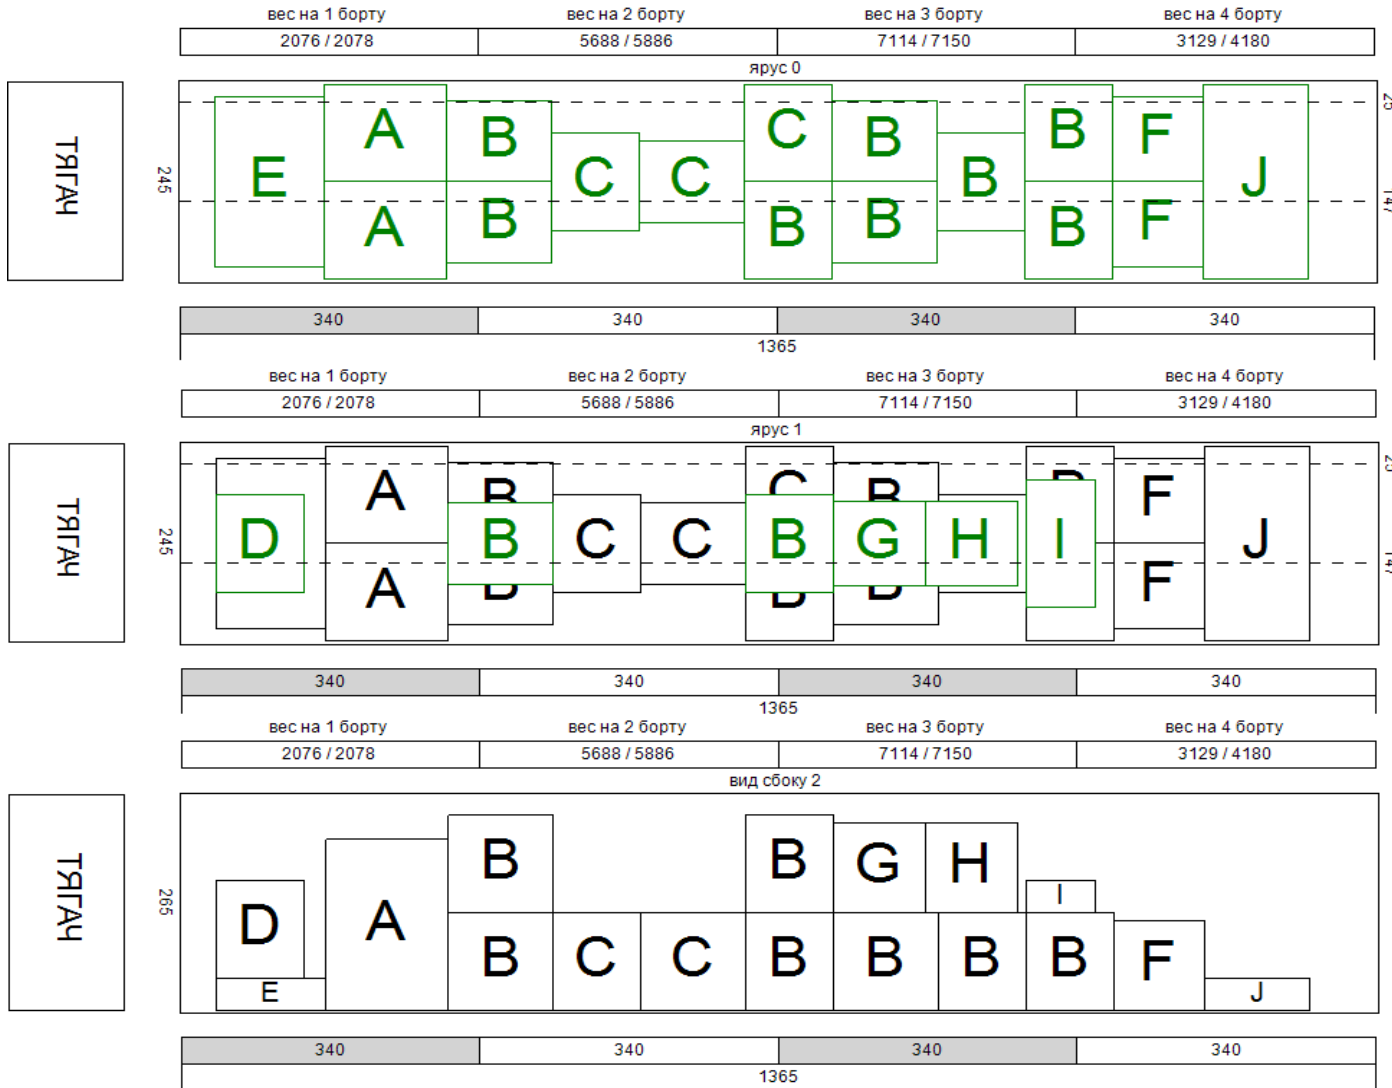 вес на 1 борту вес на 2 борту вес на 3 борту вес на 4 борту
2076 / 2078 5688 / 5886 7114 / 7150 3129 / 4180
ярус 0
ТЯГАЧ
245
E A B C C C B B B F J
A B B B B F
25
147
340 340 340 340
1365
вес на 1 борту вес на 2 борту вес на 3 борту вес на 4 борту
2076 / 2078 5688 / 5886 7114 / 7150 3129 / 4180
ярус 1
ТЯГАЧ
245
A B C B F
D B C C B G H I J
A B B B F
25
147
340 340 340 340
1365
вес на 1 борту вес на 2 борту вес на 3 борту вес на 4 борту
2076 / 2078 5688 / 5886 7114 / 7150 3129 / 4180
вид сбоку 2
ТЯГАЧ
265
B B G H
D A I
B C C B B B B F
E J
340 340 340 340
1365